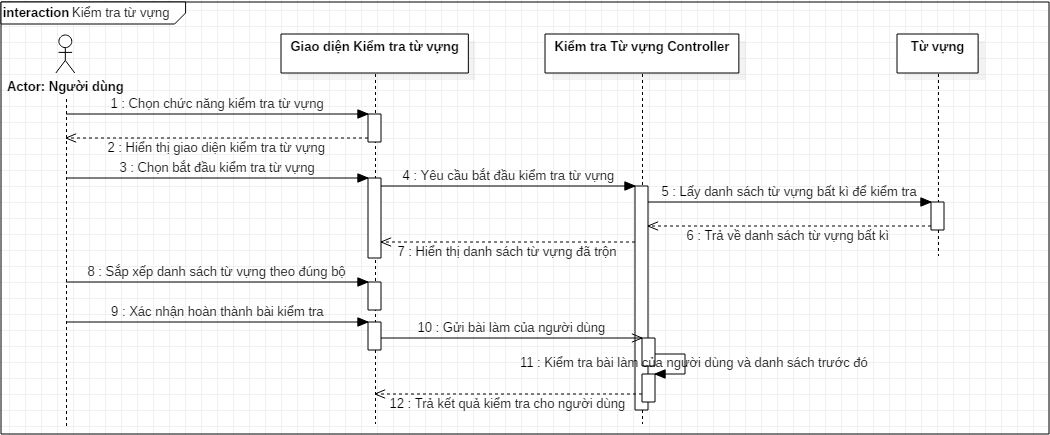 interaction Kiểm tra từ vựng
Giao diện Kiểm tra từ vựng
Kiểm tra Từ vựng Controller
Từ vựng
Actor: Người dùng
1 : Chọn chức năng kiểm tra từ vựng
2 : Hiển thị giao diện kiểm tra từ vựng
3 : Chọn bắt đầu kiểm tra từ vựng
4 : Yêu cầu bắt đầu kiểm tra từ vựng
5 : Lấy danh sách từ vựng bất kì để kiểm tra
6 : Trả về danh sách từ vựng bất kì
7 : Hiển thị danh sách từ vựng đã trộn
8 : Sắp xếp danh sách từ vựng theo đúng bộ
9 : Xác nhận hoàn thành bài kiểm tra
10 : Gửi bài làm của người dùng
11 : Kiểm tra bài làm của người dùng và danh sách trước đó
12 : Trả kết quả kiểm tra cho người dùng